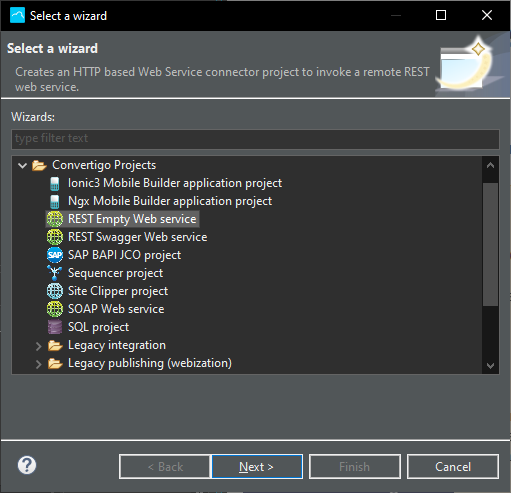 Select a wizard
Select a wizard
Creates an HTTP based Web Service connector project to invoke a remote REST
web service.
Wizards:
type filter text
Convertigo Projects
Ionic3 Mobile Builder application project
Ngx Mobile Builder application project
REST Empty Web service
REST Swagger Web service
SAP SAP BAPI JCO project
Sequencer project
Site Clipper project
SOAP Web service
SQL project
Legacy integration
Legacy publishing (webization)
? < Back Next > Finish Cancel